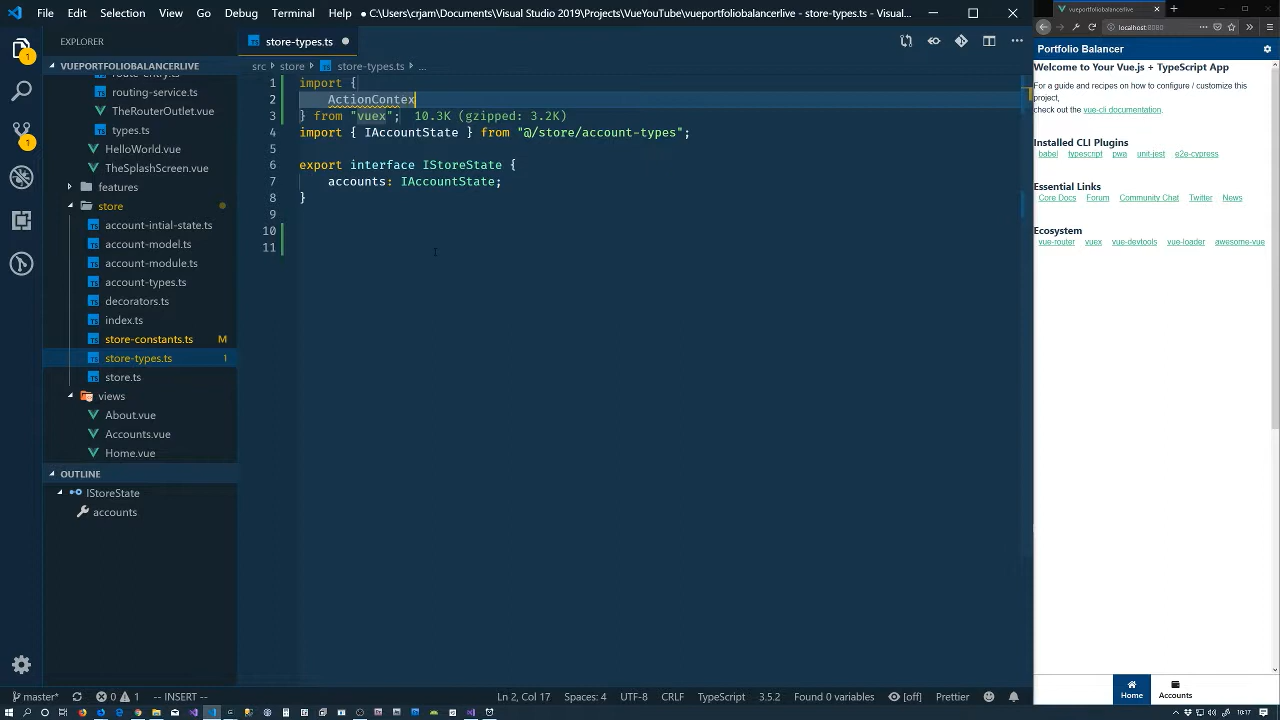 File Edit Selection View Go Debug Terminal Help
● C:\Users\crjam\Documents\Visual Studio 2019\Projects\VueYouTube\vueportfoliobalancerlive - store-types.ts - Visual S...
EXPLORER
VUEPORTFOLIOBALANCERLIVE
route-entry.ts
routing-service.ts
TheRouterOutlet.vue
types.ts
HelloWorld.vue
TheSplashScreen.vue
features
store
account-intial-state.ts
account-model.ts
account-module.ts
account-types.ts
decorators.ts
index.ts
store-constants.ts M
store-types.ts 1
store.ts
views
About.vue
Accounts.vue
Home.vue
OUTLINE
IStoreState
accounts
1
1
store-types.ts ●
src > store > store-types.ts > ...
1 import {
2 ActionContex
3 } from "vuex"; 10.3K (gzipped: 3.2K)
4 import { IAccountState } from "@/store/account-types";
5
6 export interface IStoreState {
7 accounts: IAccountState;
8 }
9
10
11
master* 0 1 -- INSERT --
Ln 2, Col 17 Spaces: 4 UTF-8 CRLF TypeScript 3.5.2 Found 0 variables [off] Prettier
vueportfoliobalancerlive
localhost:8080
Portfolio Balancer
Welcome to Your Vue.js + TypeScript App
For a guide and recipes on how to configure / customize this
project,
check out the vue-cli documentation.
Installed CLI Plugins
babel typescript pwa unit-jest e2e-cypress
Essential Links
Core Docs Forum Community Chat Twitter News
Ecosystem
vue-router vuex vue-devtools vue-loader awesome-vue
Home Accounts
10:17